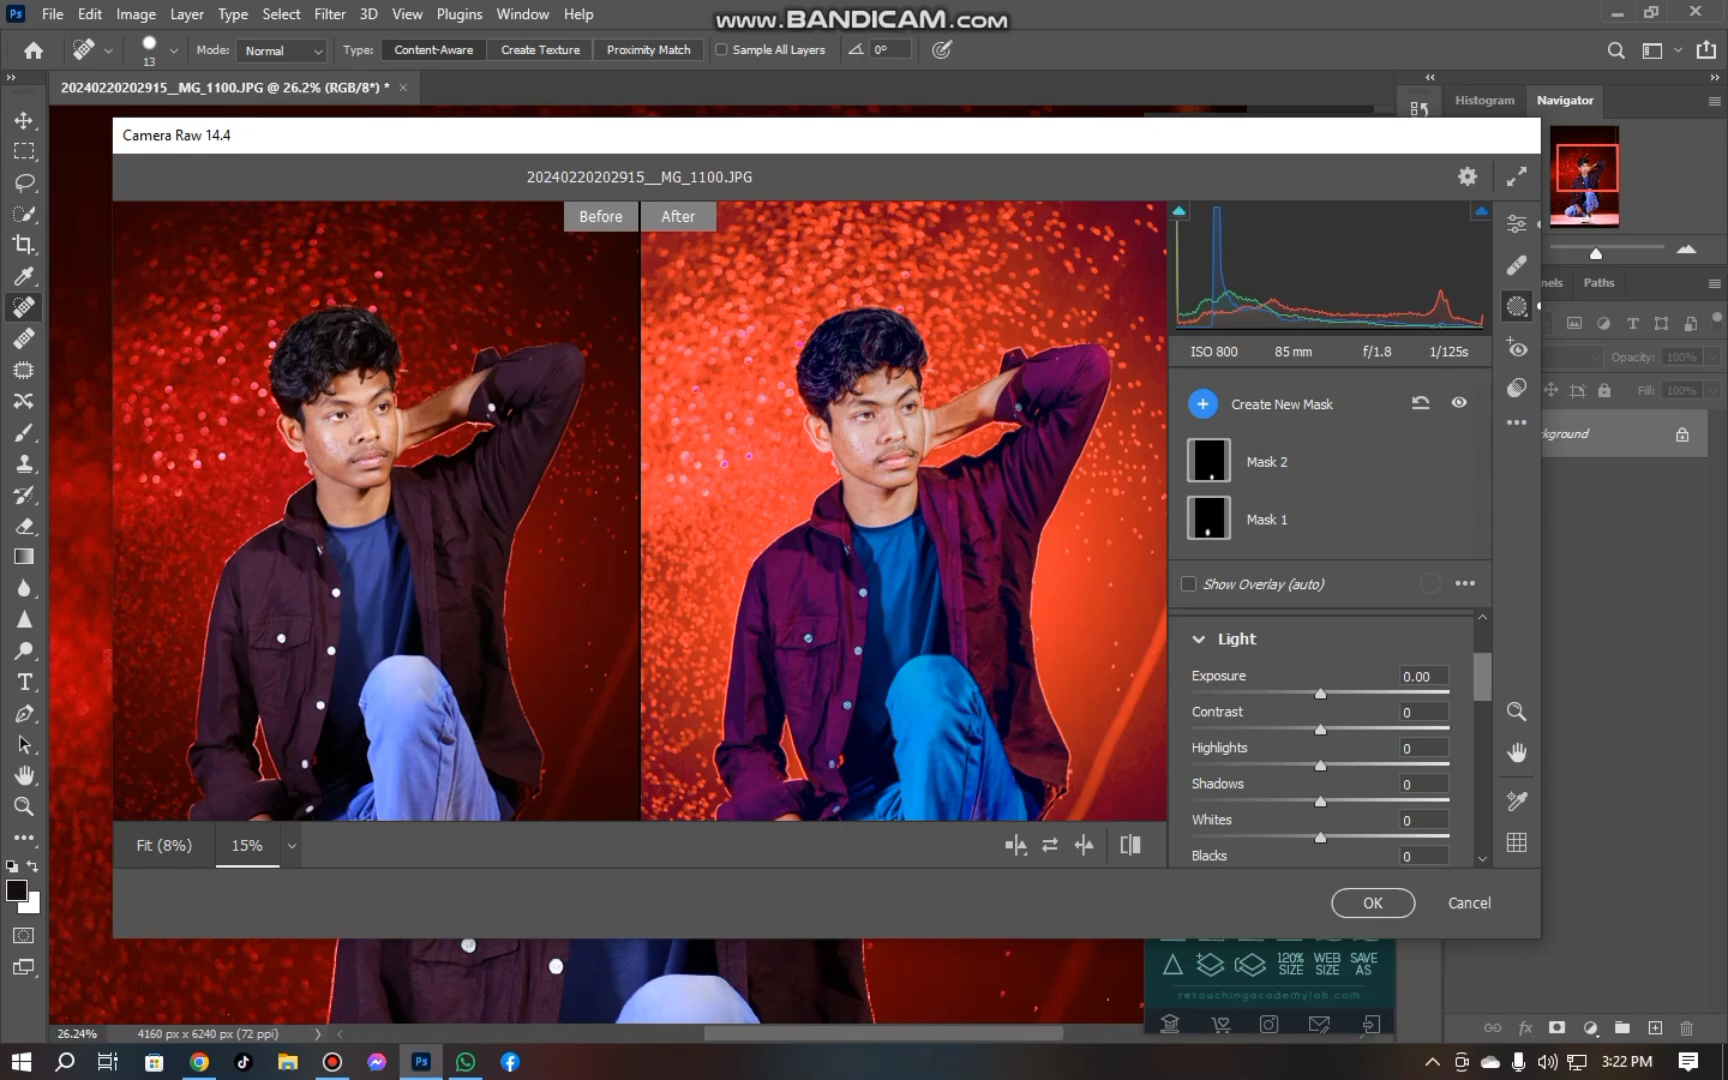 Ps File Edit Image Layer Type Select Filter 3D View Plugins Window Help
www.BANDICAM.com
13 Mode: Normal Type: Content-Aware Create Texture Proximity Match Sample All Layers 0°
20240220202915__MG_1100.JPG @ 26.2% (RGB/8*) * ×
Histogram Navigator
Camera Raw 14.4
20240220202915__MG_1100.JPG
Before After
ISO 800 85 mm f/1.8 1/125s
Create New Mask
Mask 2
Mask 1
Show Overlay (auto)
Light
Exposure 0.00
Contrast 0
Highlights 0
Shadows 0
Whites 0
Blacks 0
Fit (8%) 15%
OK Cancel
nels Paths
Opacity: 100%
Fill: 100%
kground
120% SIZE WEB SIZE SAVE AS
retouchingacademylab.com
fx
26.24% 4160 px x 6240 px (72 ppi)
Ps
3:22 PM